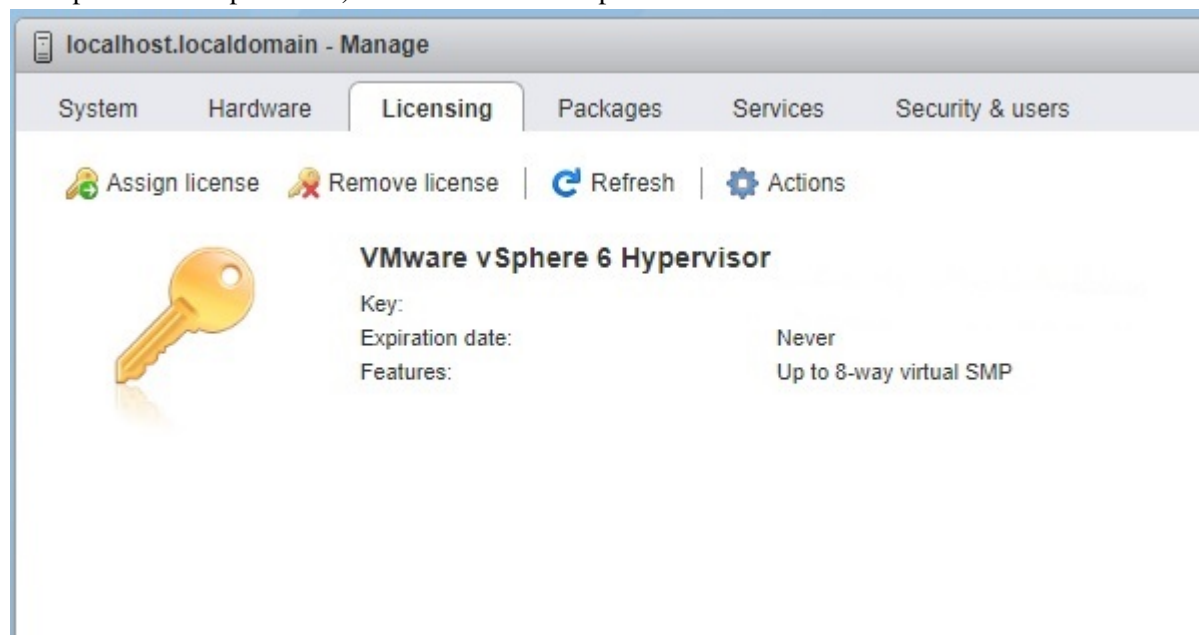 localhost.localdomain - Manage
System Hardware Licensing Packages Services Security & users
Assign license Remove license Refresh Actions
VMware vSphere 6 Hypervisor
Key:
Expiration date: Never
Features: Up to 8-way virtual SMP